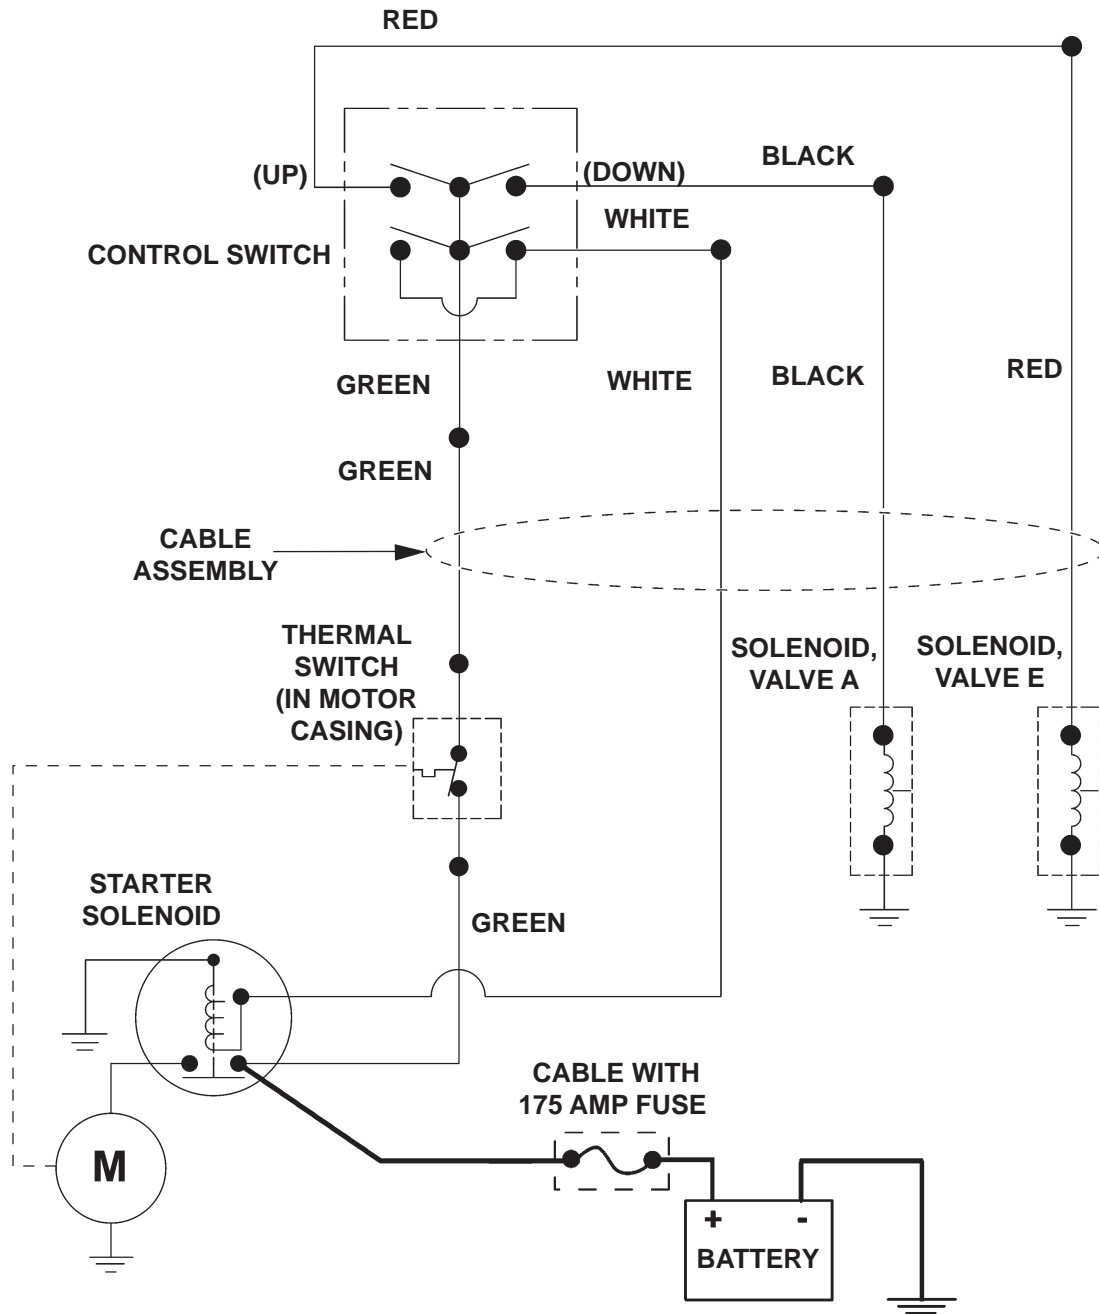 RED
(UP)
(DOWN)
BLACK
WHITE
CONTROL SWITCH
GREEN
WHITE
BLACK
RED
GREEN
CABLE
ASSEMBLY
THERMAL
SWITCH
(IN MOTOR
CASING)
SOLENOID,
VALVE A
SOLENOID,
VALVE E
STARTER
SOLENOID
GREEN
CABLE WITH
175 AMP FUSE
M
+ -
BATTERY